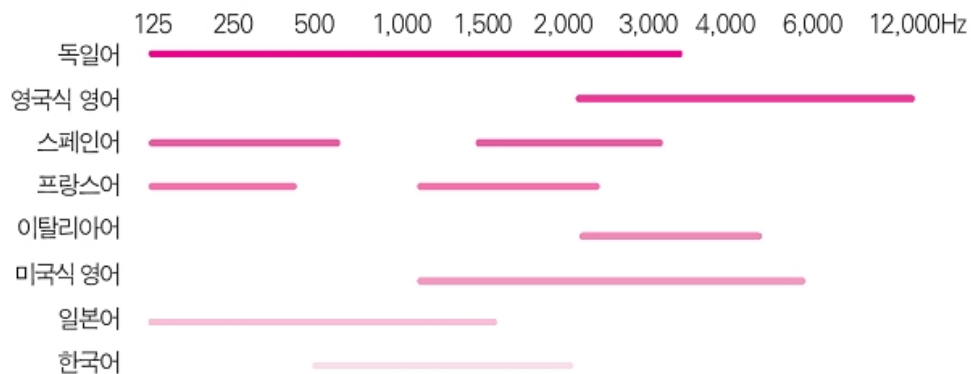 125 250 500 1,000 1,500 2,000 3,000 4,000 6,000 12,000Hz
독일어
영국식 영어
스페인어
프랑스어
이탈리아어
미국식 영어
일본어
한국어